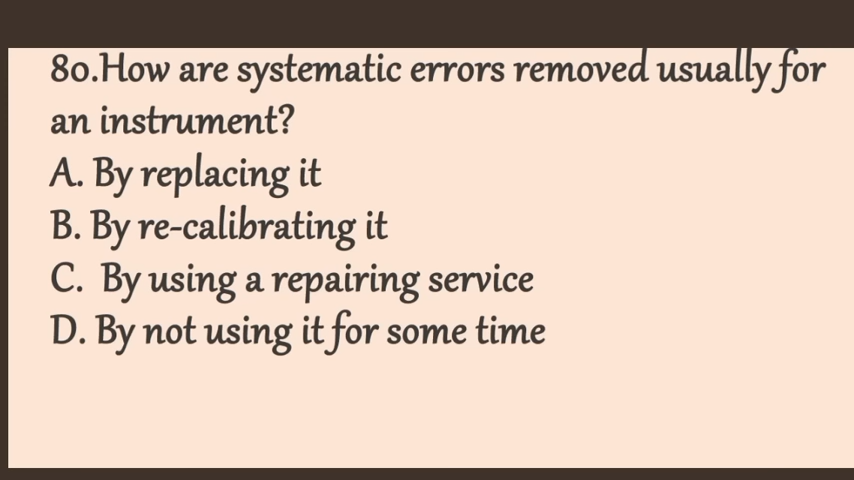 80.How are systematic errors removed usually for
an instrument?
A. By replacing it
B. By re-calibrating it
C. By using a repairing service
D. By not using it for some time